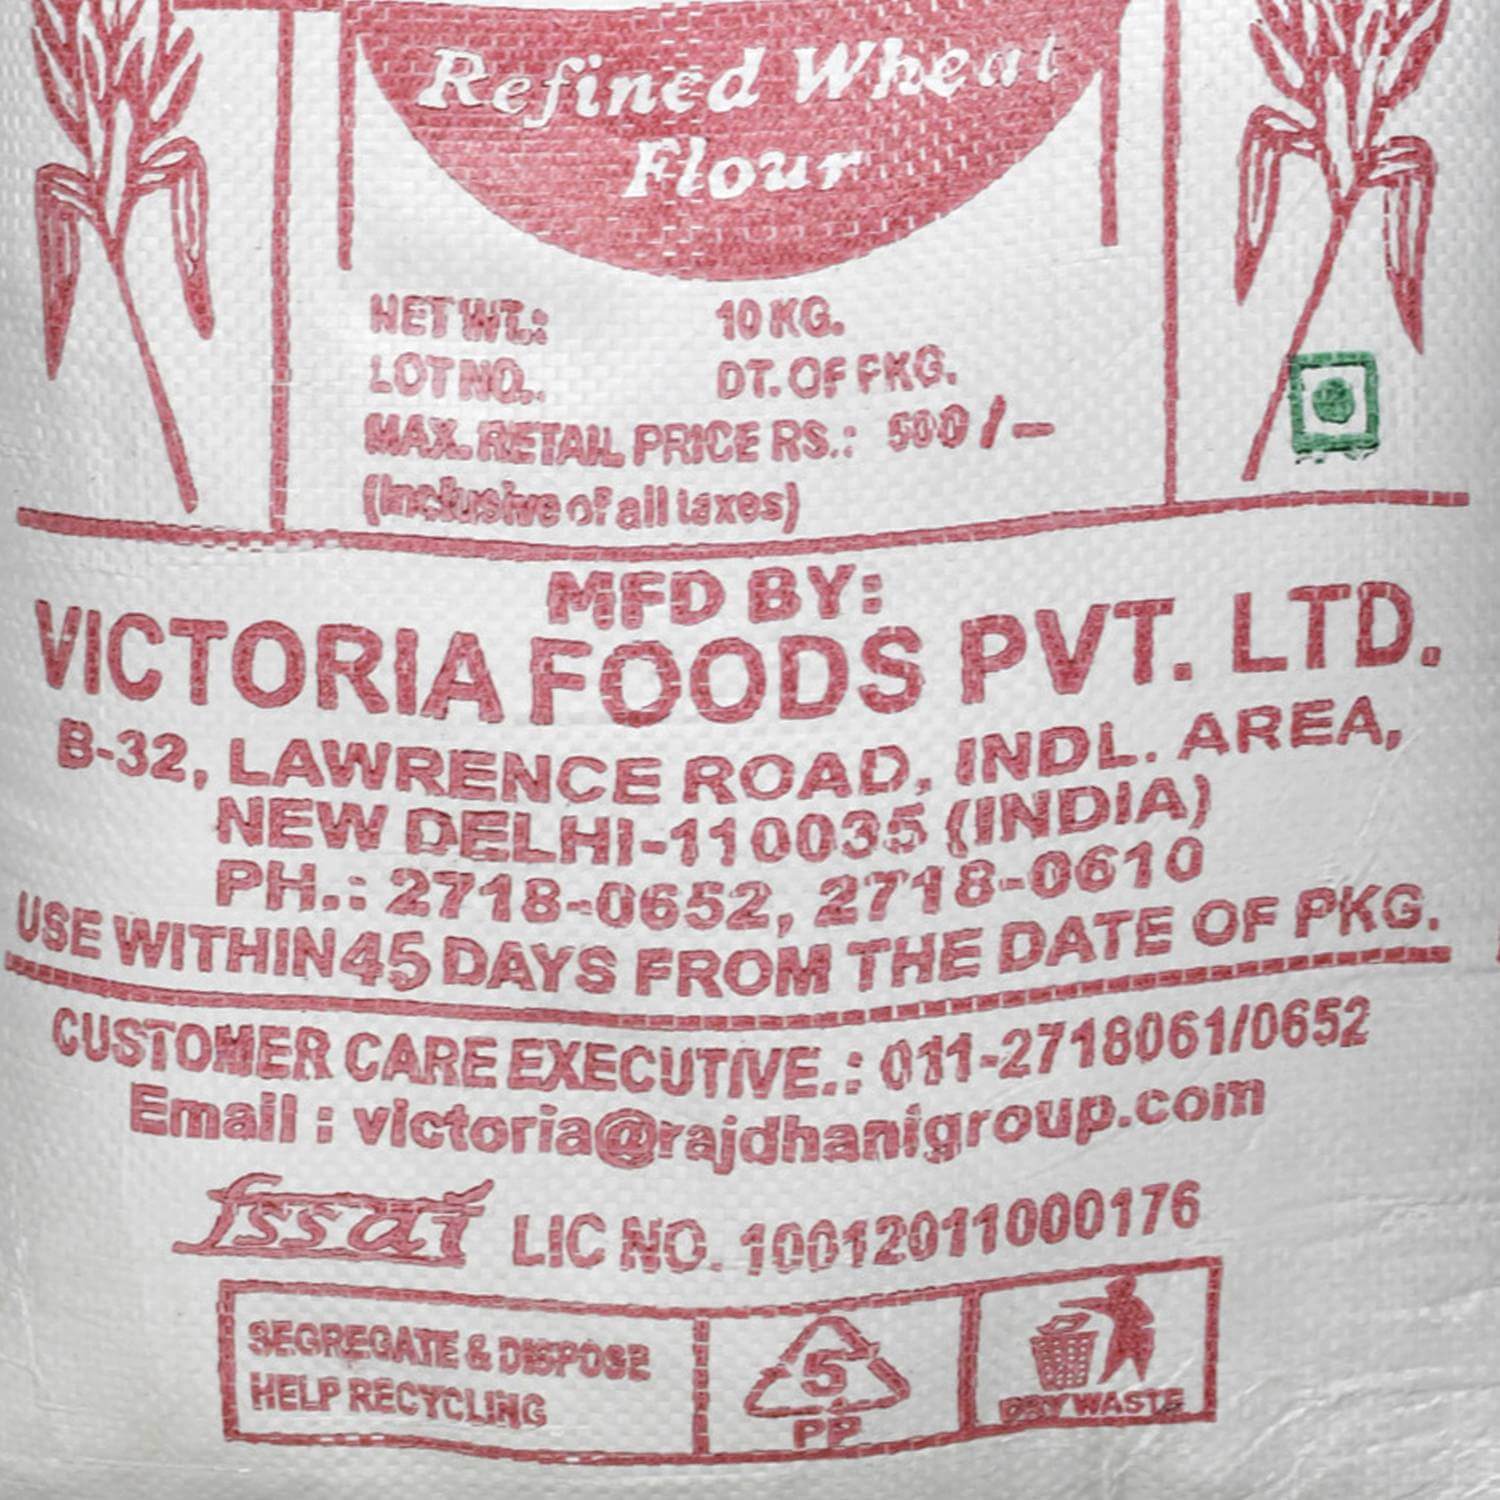 Refined Wheat
Flour
NET WT.: 10 KG.
LOT NO.. DT. OF PKG.
MAX. RETAIL PRICE RS.: 500/-
(Inclusive of all taxes)
MFD BY:
VICTORIA FOODS PVT. LTD.
B-32, LAWRENCE ROAD, INDL. AREA,
NEW DELHI-110035 (INDIA)
PH.: 2718-0652, 2718-0610
USE WITHIN 45 DAYS FROM THE DATE OF PKG.
CUSTOMER CARE EXECUTIVE.: 011-2718061/0652
Email : victoria@rajdhanigroup.com
fssai LIC NO. 10012011000176
SEGREGATE & DISPOSE
HELP RECYCLING
5
PP
DRY WASTE